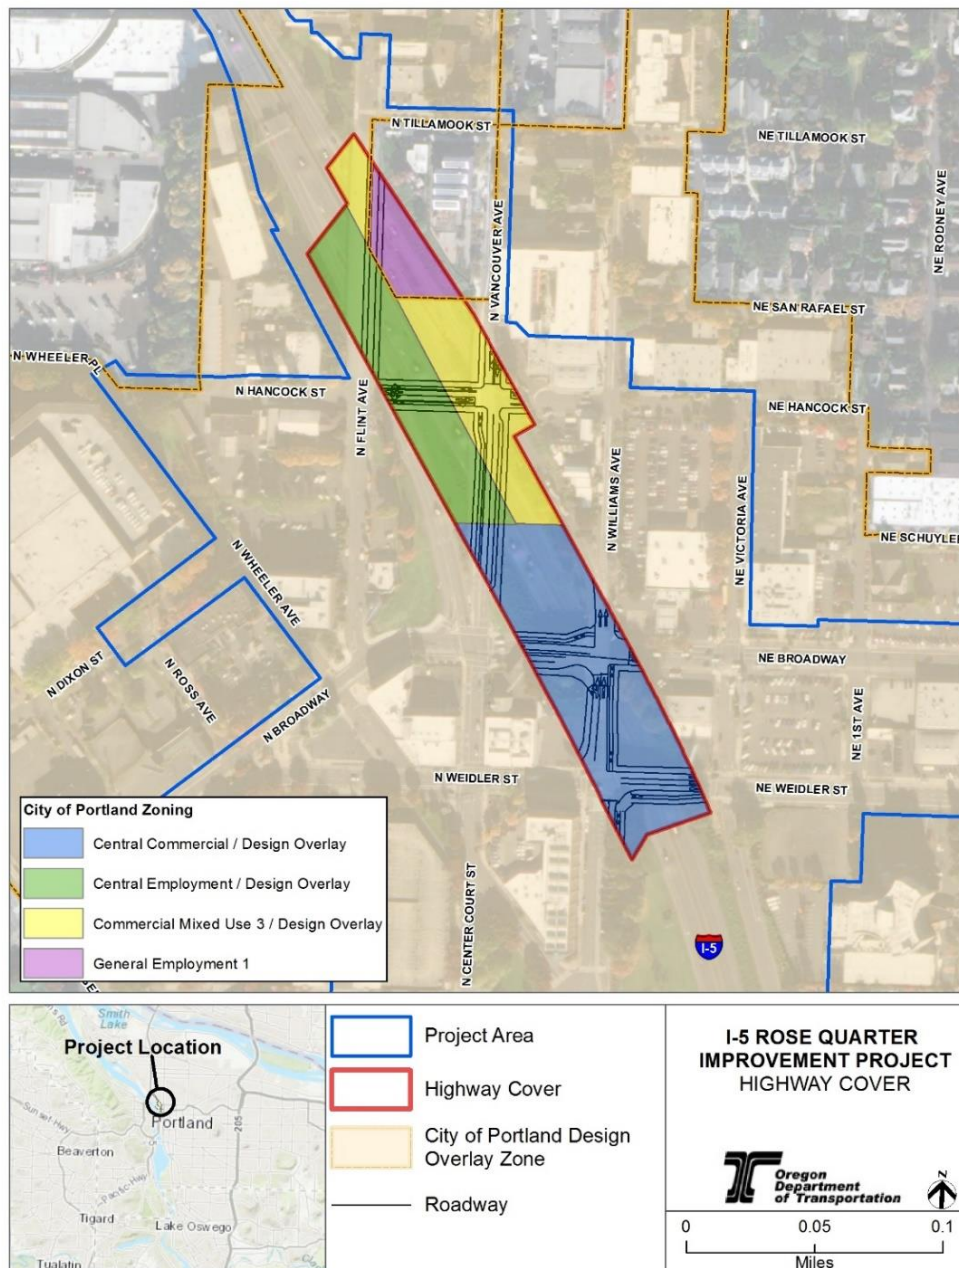 N TILLAMOOK ST
NE TILLAMOOK ST
NE RODNEY AVE
N VANCOUVER AVE
NE SAN RAFAEL ST
N WHEELER PL
N HANCOCK ST
N FLINT AVE
NE HANCOCK ST
N WILLIAMS AVE
NE VICTORIA AVE
NE SCHUYLER
N WHEELER AVE
N DIXON ST
N ROSS AVE
N BROADWAY
NE BROADWAY
NE 1ST AVE
N WEIDLER ST
NE WEIDLER ST
N CENTER COURT ST
I-5
City of Portland Zoning
Central Commercial / Design Overlay
Central Employment / Design Overlay
Commercial Mixed Use 3 / Design Overlay
General Employment 1
Smith
Lake
Project Location
Sunset Hwy
Portland
205
Beaverton
Pacific Hwy
Tigard
Lake Oswego
Tualatin
Project Area
Highway Cover
City of Portland Design
Overlay Zone
Roadway
I-5 ROSE QUARTER
IMPROVEMENT PROJECT
HIGHWAY COVER
Oregon
Department
of Transportation
N
0 0.05 0.1
Miles